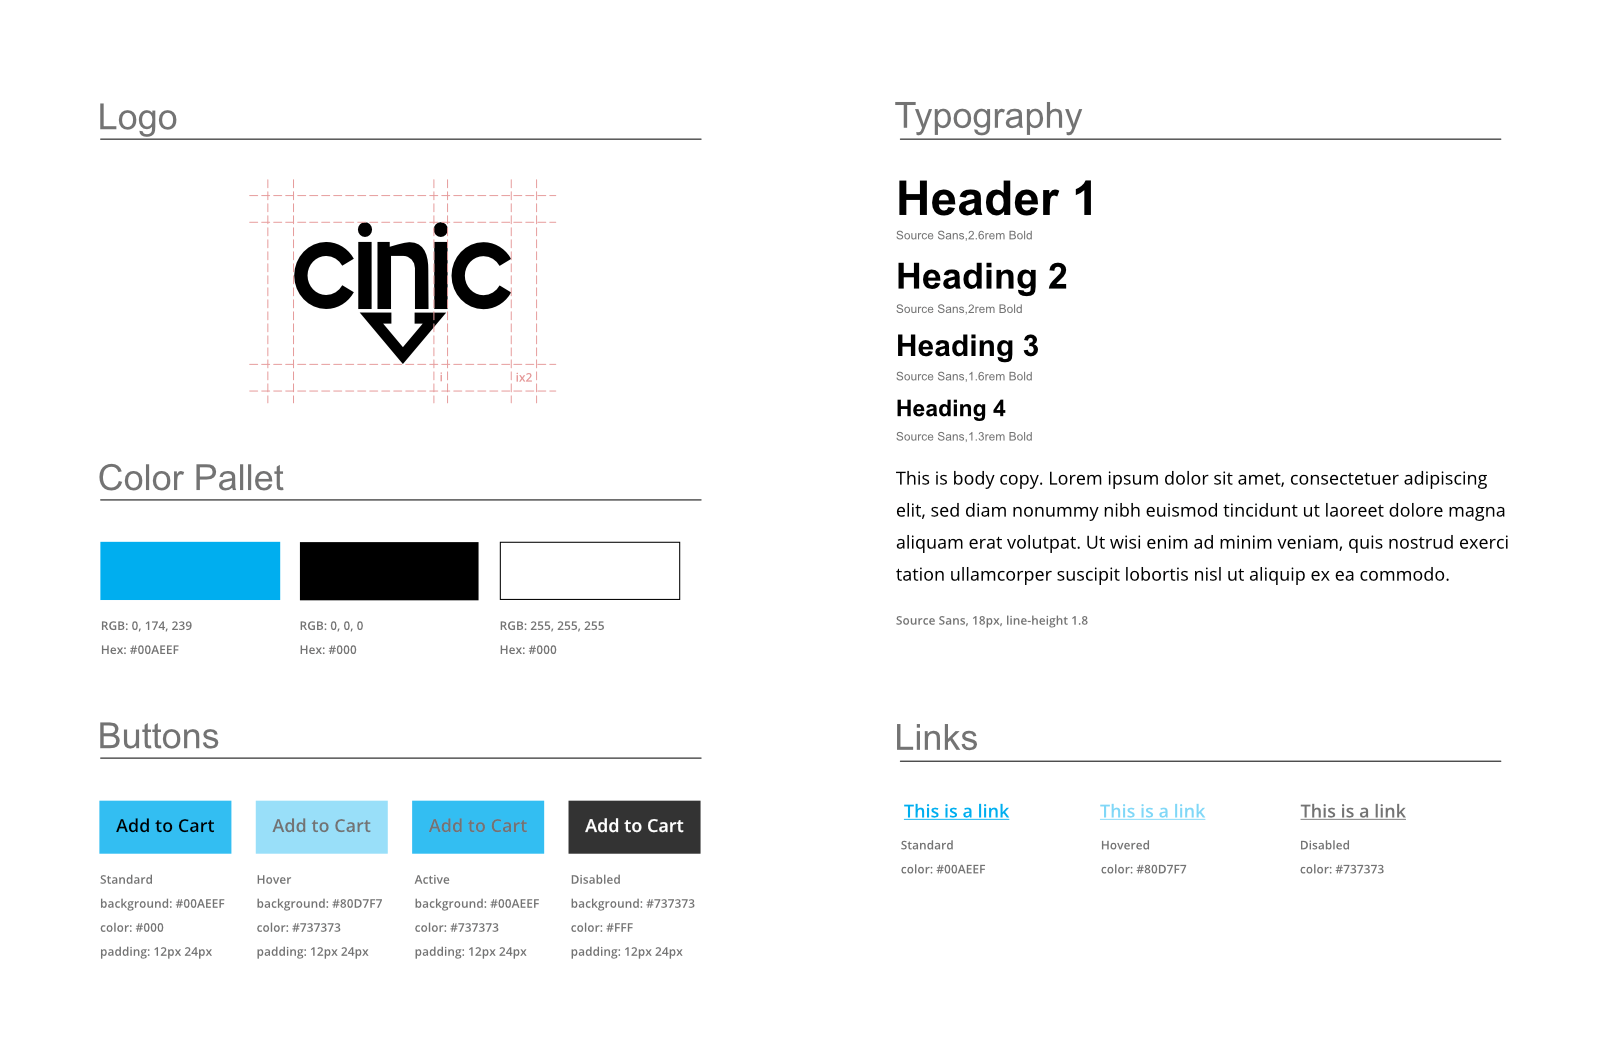 Logo
cinic
i
ix2
Color Pallet
RGB: 0, 174, 239
Hex: #00AEEF
RGB: 0, 0, 0
Hex: #000
RGB: 255, 255, 255
Hex: #000
Buttons
Add to Cart
Standard
background: #00AEEF
color: #000
padding: 12px 24px
Add to Cart
Hover
background: #80D7F7
color: #737373
padding: 12px 24px
Add to Cart
Active
background: #00AEEF
color: #737373
padding: 12px 24px
Add to Cart
Disabled
background: #737373
color: #FFF
padding: 12px 24px
Typography
Header 1
Source Sans,2.6rem Bold
Heading 2
Source Sans,2rem Bold
Heading 3
Source Sans,1.6rem Bold
Heading 4
Source Sans,1.3rem Bold
This is body copy. Lorem ipsum dolor sit amet, consectetuer adipiscing
elit, sed diam nonummy nibh euismod tincidunt ut laoreet dolore magna
aliquam erat volutpat. Ut wisi enim ad minim veniam, quis nostrud exerci
tation ullamcorper suscipit lobortis nisl ut aliquip ex ea commodo.
Source Sans, 18px, line-height 1.8
Links
This is a link
Standard
color: #00AEEF
This is a link
Hovered
color: #80D7F7
This is a link
Disabled
color: #737373